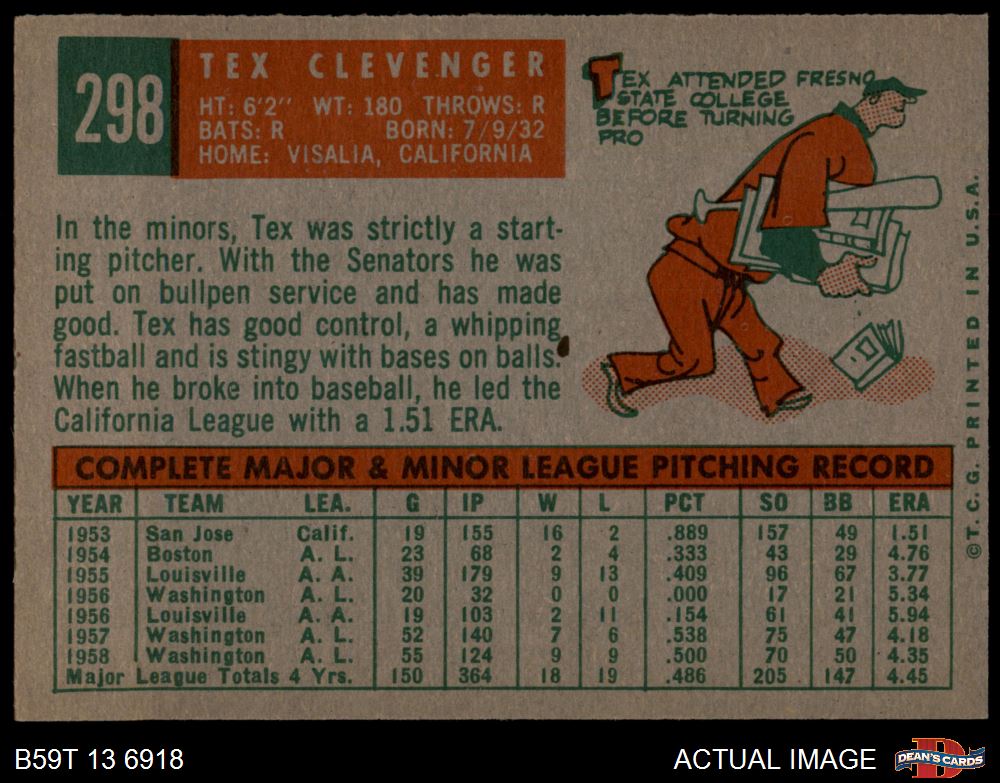 298
TEX CLEVENGER
HT: 6'2" WT: 180 THROWS: R
BATS: R BORN: 7/9/32
HOME: VISALIA, CALIFORNIA
TEX ATTENDED FRESNO
STATE COLLEGE
BEFORE TURNING
PRO
In the minors, Tex was strictly a start-
ing pitcher. With the Senators he was
put on bullpen service and has made
good. Tex has good control, a whipping
fastball and is stingy with bases on balls.
When he broke into baseball, he led the
California League with a 1.51 ERA.
COMPLETE MAJOR & MINOR LEAGUE PITCHING RECORD
YEAR TEAM LEA. G IP W L PCT SO BB ERA
1953 San Jose Calif. 19 155 16 2 .889 157 49 1.51
1954 Boston A. L. 23 68 2 4 .333 43 29 4.76
1955 Louisville A. A. 39 179 9 13 .409 96 67 3.77
1956 Washington A. L. 20 32 0 0 .000 17 21 5.34
1956 Louisville A. A. 19 103 2 11 .154 61 41 5.94
1957 Washington A. L. 52 140 7 6 .538 75 47 4.18
1958 Washington A. L. 55 124 9 9 .500 70 50 4.35
Major League Totals 4 Yrs. 150 364 18 19 .486 205 147 4.45
© T. C. G. PRINTED IN U.S.A.
B59T 13 6918
ACTUAL IMAGE
DEAN'S CARDS